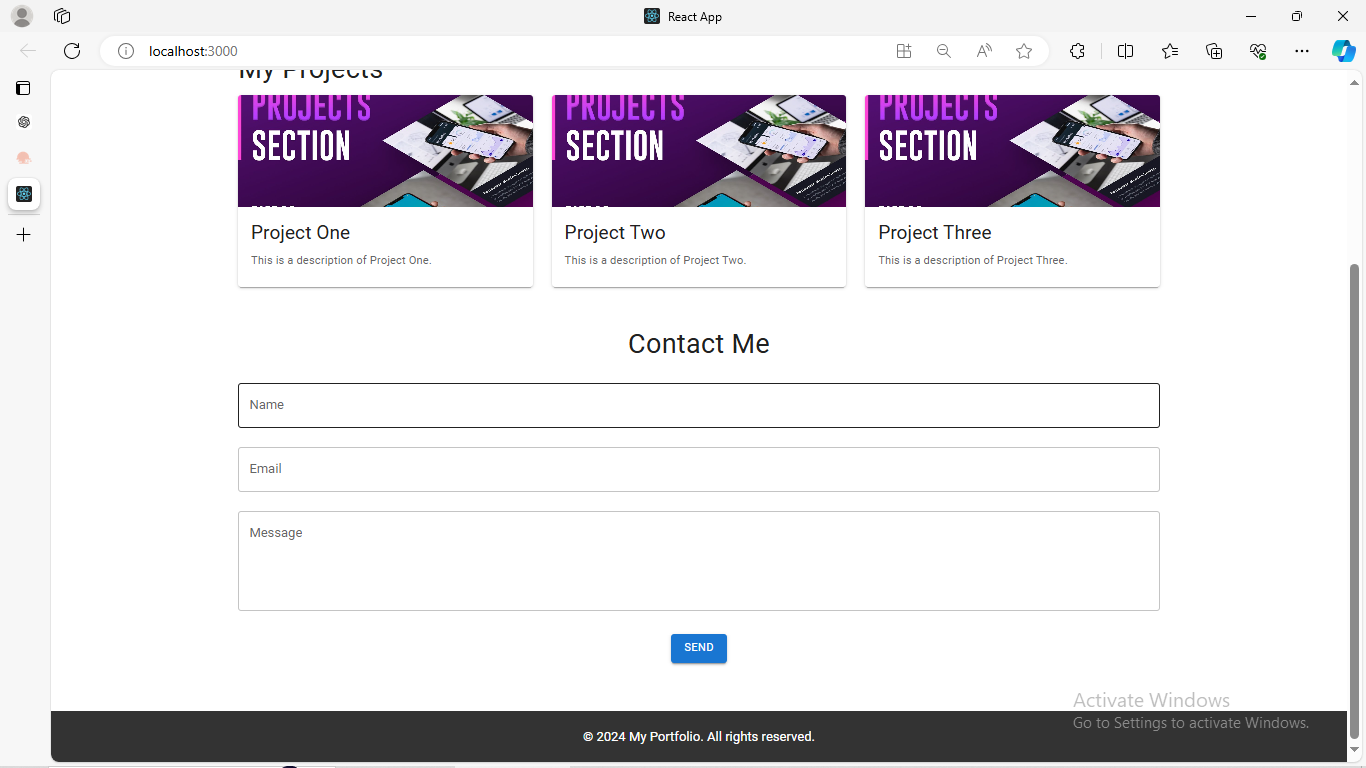 React App
localhost:3000
My Projects
PROJECTS
SECTION
PROJECTS
SECTION
PROJECTS
SECTION
Project One
Project Two
Project Three
This is a description of Project One.
This is a description of Project Two.
This is a description of Project Three.
Contact Me
Name
Email
Message
SEND
Activate Windows
Go to Settings to activate Windows.
© 2024 My Portfolio. All rights reserved.